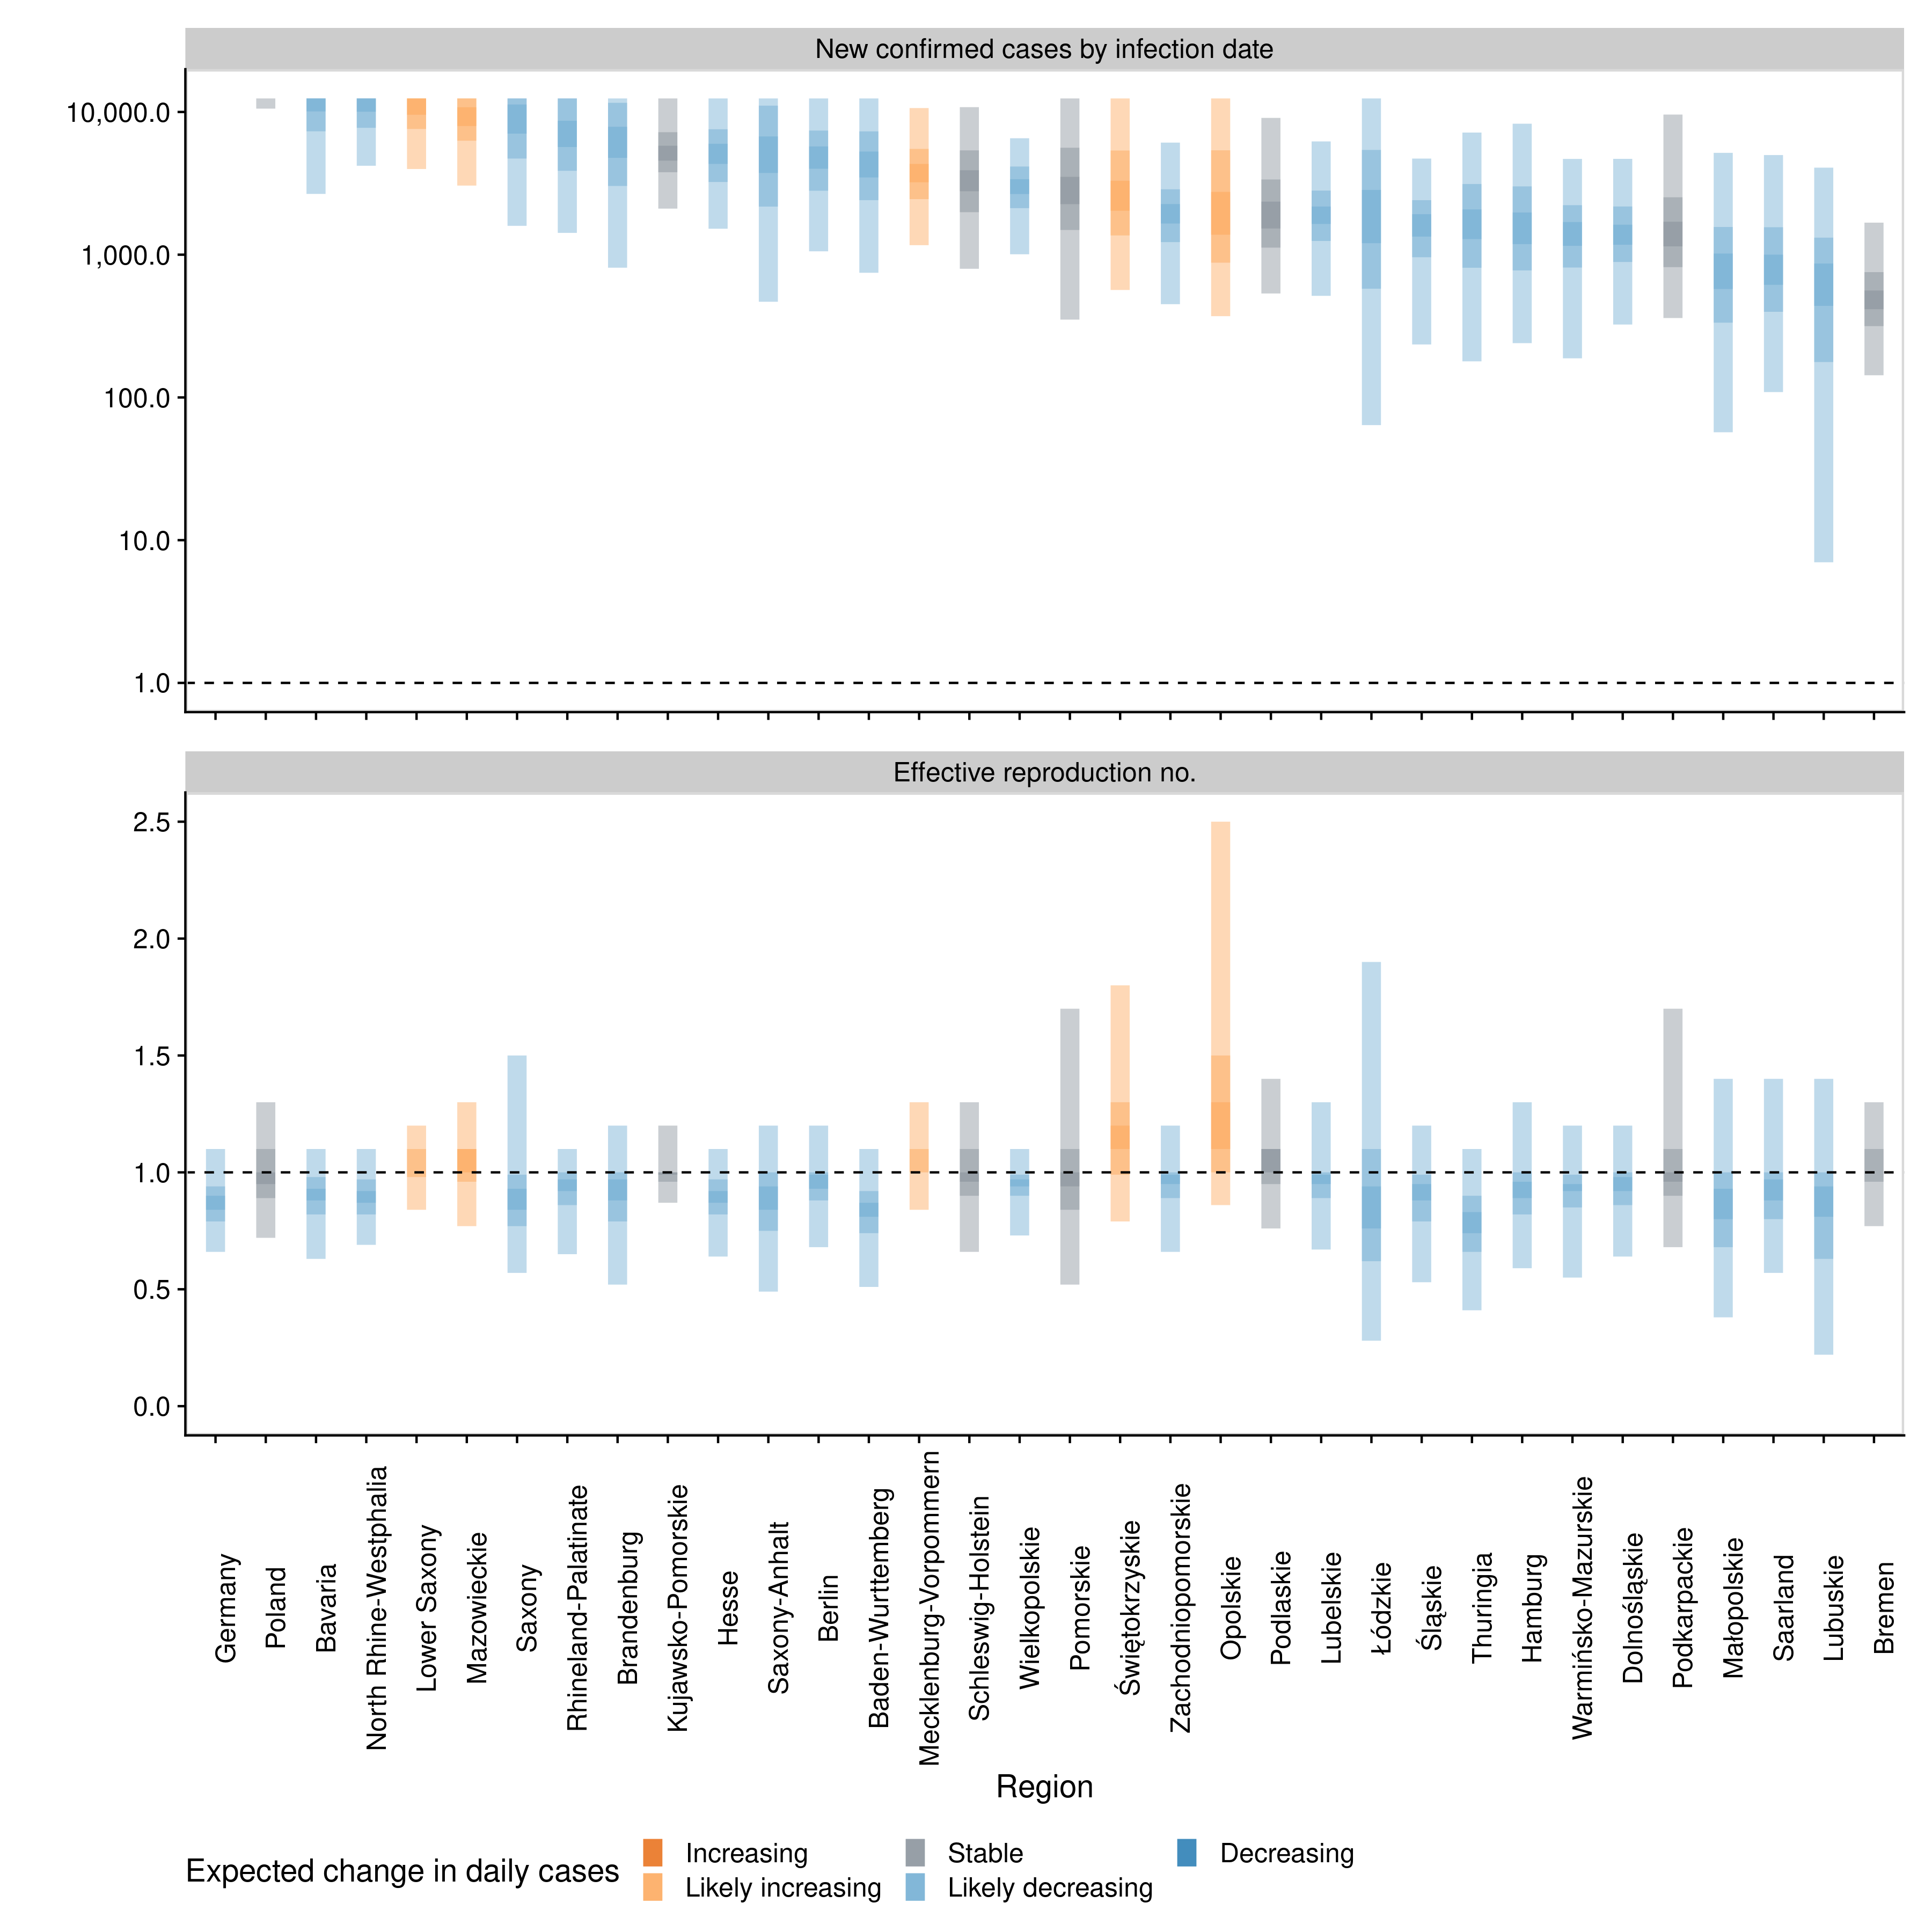 New confirmed cases by infection date
10,000.0
1,000.0
100.0
10.0
1.0
Effective reproduction no.
2.5
2.0
1.5
1.0
0.5
0.0
Germany
Poland
Bavaria
North Rhine-Westphalia
Lower Saxony
Mazowieckie
Saxony
Rhineland-Palatinate
Brandenburg
Kujawsko-Pomorskie
Hesse
Saxony-Anhalt
Berlin
Baden-Wurttemberg
Mecklenburg-Vorpommern
Schleswig-Holstein
Wielkopolskie
Pomorskie
Świętokrzyskie
Zachodniopomorskie
Opolskie
Podlaskie
Lubelskie
Łódzkie
Śląskie
Thuringia
Hamburg
Warmińsko-Mazurskie
Dolnośląskie
Podkarpackie
Małopolskie
Saarland
Lubuskie
Bremen
Region
Expected change in daily cases
Increasing
Likely increasing
Stable
Likely decreasing
Decreasing